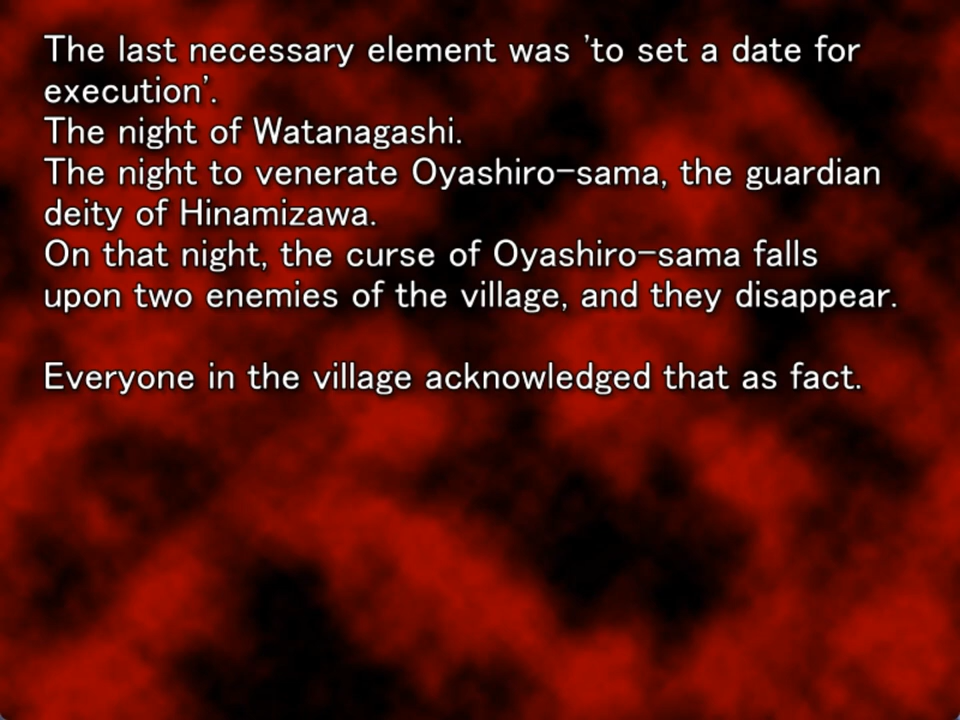 The last necessary element was 'to set a date for
execution'.
The night of Watanagashi.
The night to venerate Oyashiro-sama, the guardian
deity of Hinamizawa.
On that night, the curse of Oyashiro-sama falls
upon two enemies of the village, and they disappear.
Everyone in the village acknowledged that as fact.